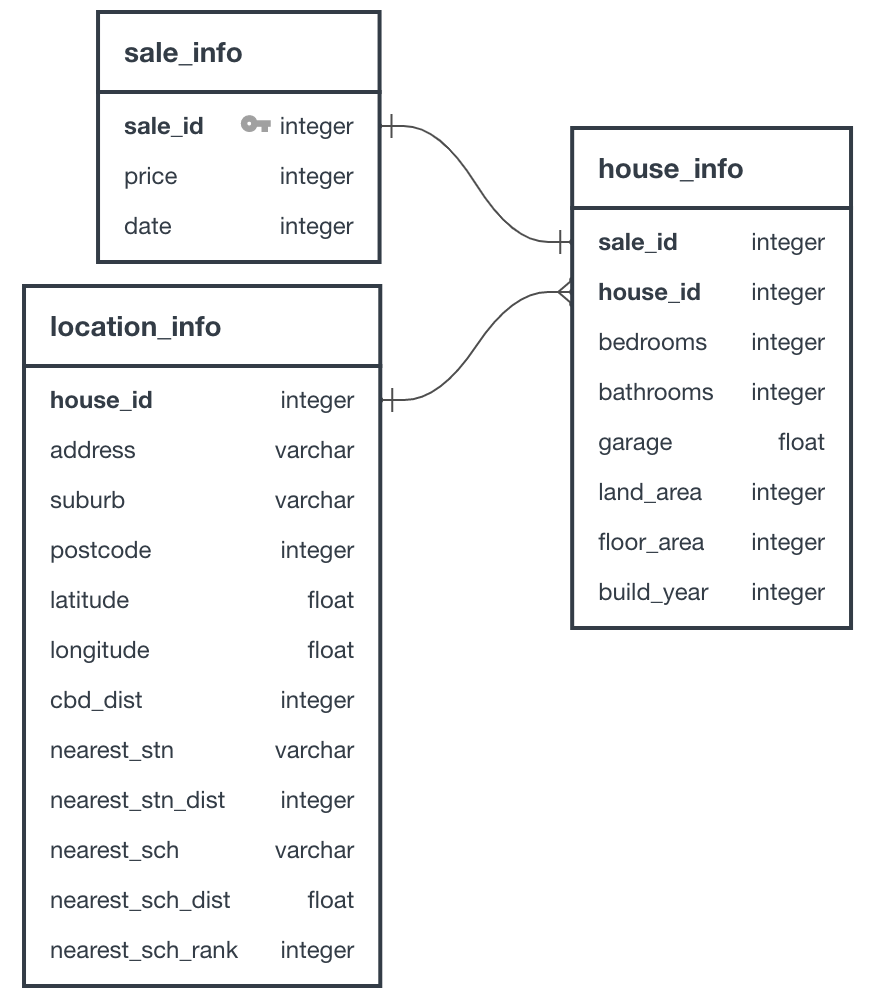 sale_info
sale_id integer
price integer
date integer
house_info
sale_id integer
house_id integer
bedrooms integer
bathrooms integer
garage float
land_area integer
floor_area integer
build_year integer
location_info
house_id integer
address varchar
suburb varchar
postcode integer
latitude float
longitude float
cbd_dist integer
nearest_stn varchar
nearest_stn_dist integer
nearest_sch varchar
nearest_sch_dist float
nearest_sch_rank integer